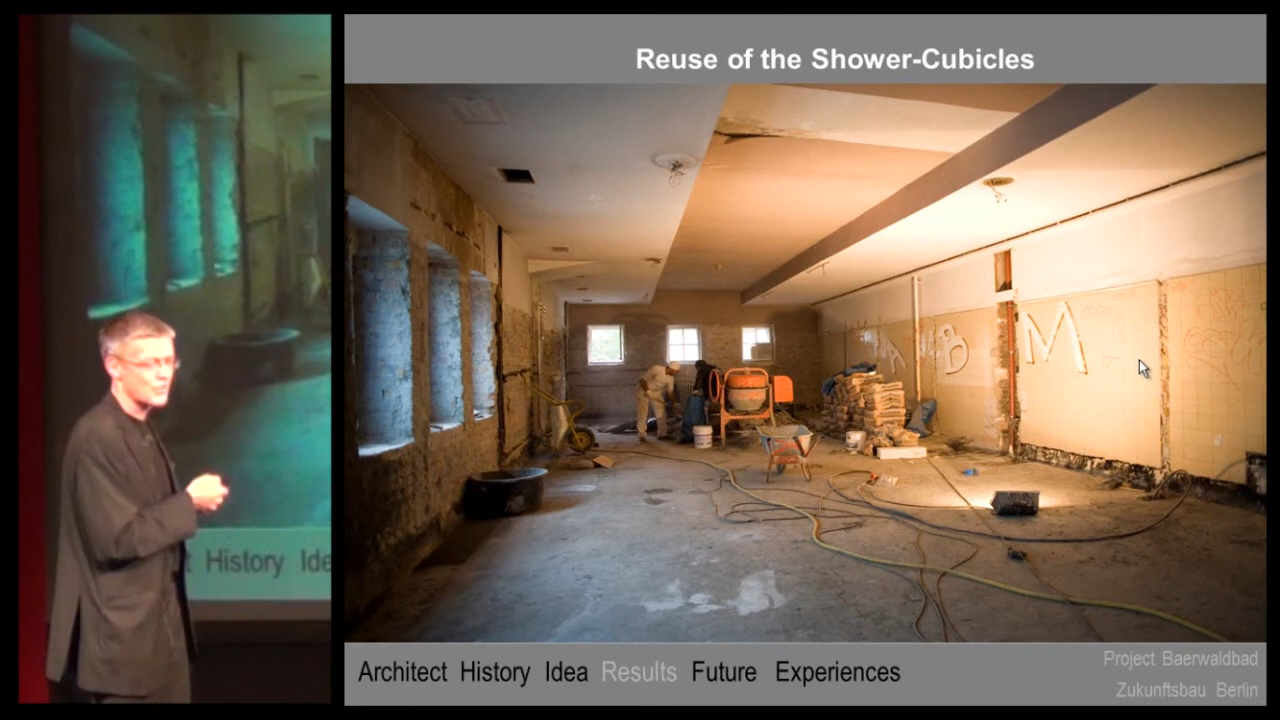 Reuse of the Shower-Cubicles
A B M
t History Ide
Architect History Idea Results Future Experiences
Project Baerwaldbad
Zukunftsbau Berlin